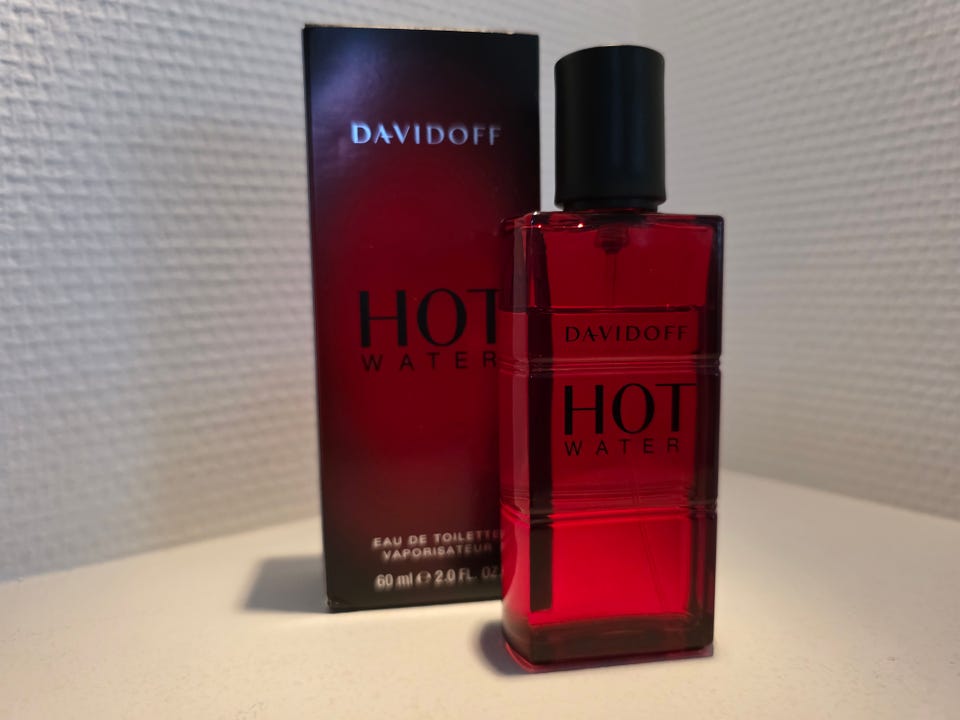 DAVIDOFF
HOT
WATER
EAU DE TOILETTE
VAPORISATEUR
60 ml ℮ 2.0 FL. OZ.
DAVIDOFF
HOT
WATER